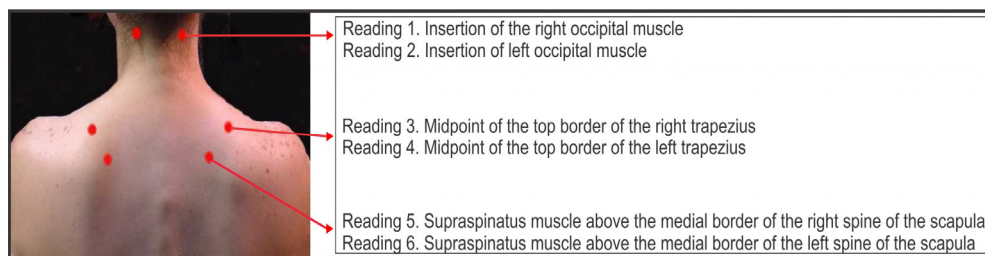 Reading 1. Insertion of the right occipital muscle
Reading 2. Insertion of left occipital muscle
Reading 3. Midpoint of the top border of the right trapezius
Reading 4. Midpoint of the top border of the left trapezius
Reading 5. Supraspinatus muscle above the medial border of the right spine of the scapula
Reading 6. Supraspinatus muscle above the medial border of the left spine of the scapula